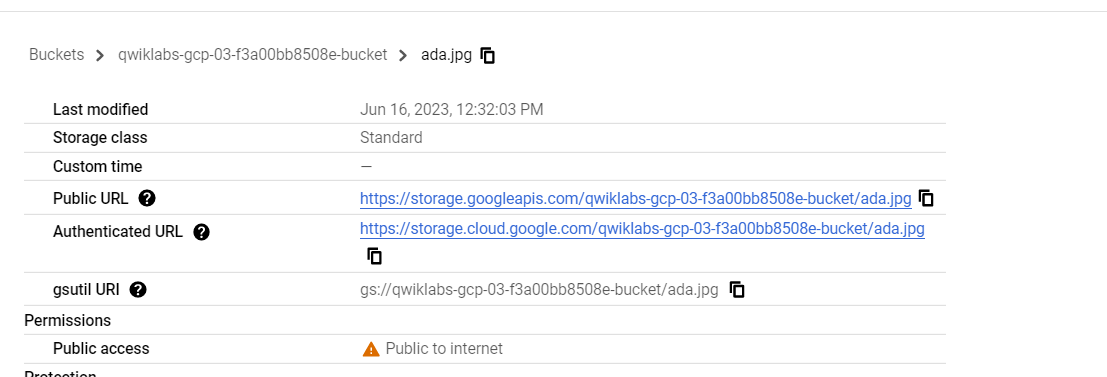 Buckets > qwiklabs-gcp-03-f3a00bb8508e-bucket > ada.jpg
Last modified Jun 16, 2023, 12:32:03 PM
Storage class Standard
Custom time —
Public URL https://storage.googleapis.com/qwiklabs-gcp-03-f3a00bb8508e-bucket/ada.jpg
Authenticated URL https://storage.cloud.google.com/qwiklabs-gcp-03-f3a00bb8508e-bucket/ada.jpg
gsutil URI gs://qwiklabs-gcp-03-f3a00bb8508e-bucket/ada.jpg
Permissions
Public access Public to internet
Protection